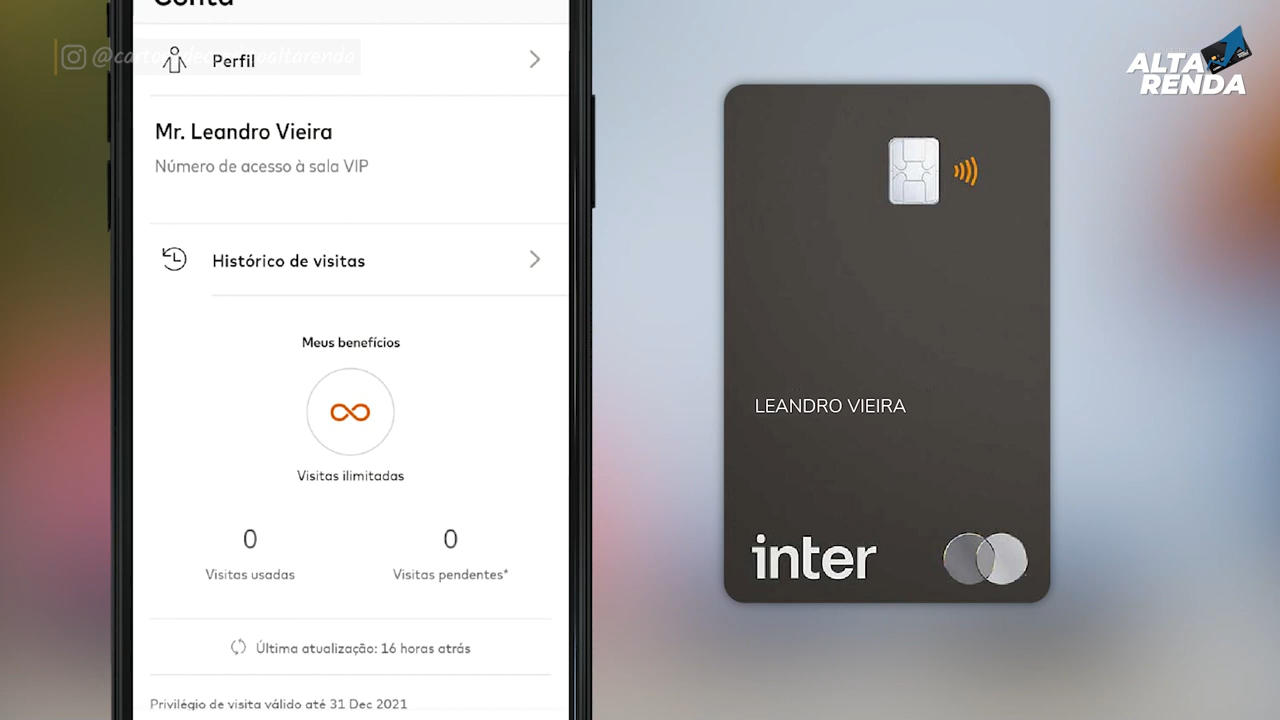 Conta
Perfil
Mr. Leandro Vieira
Número de acesso à sala VIP
Histórico de visitas
Meus benefícios
Visitas ilimitadas
0
Visitas usadas
0
Visitas pendentes*
Última atualização: 16 horas atrás
Privilégio de visita válido até 31 Dec 2021
ALTA
RENDA
LEANDRO VIEIRA
inter